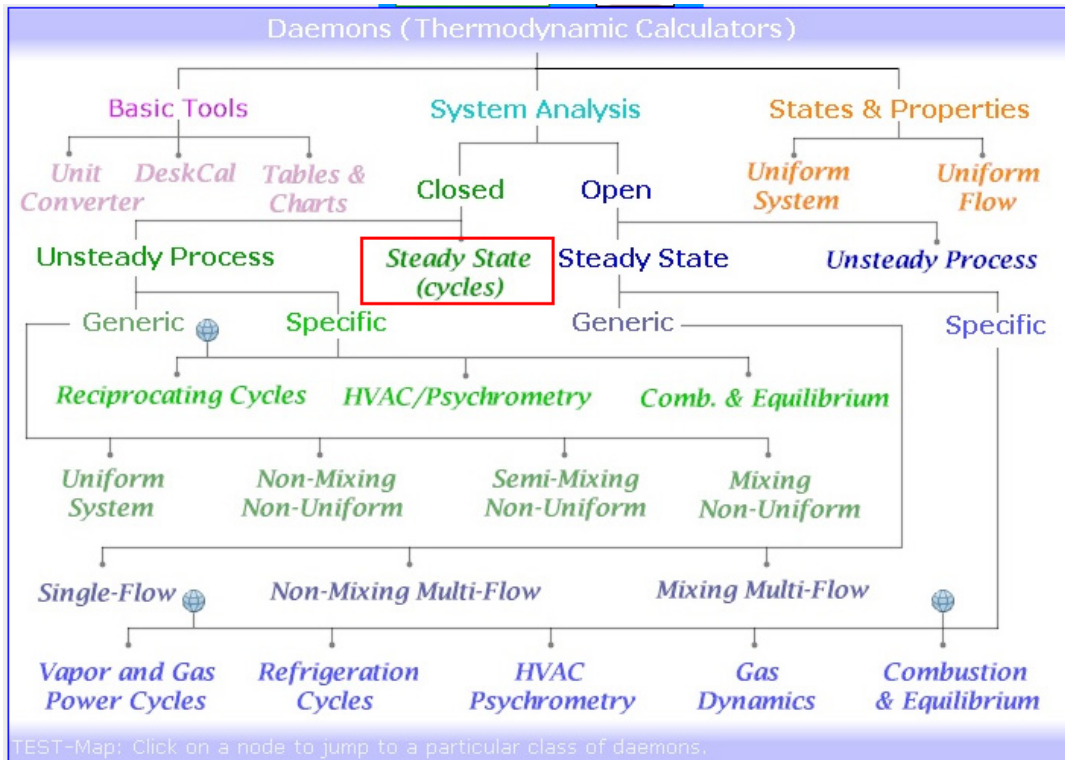 Daemons (Thermodynamic Calculators)
Basic Tools
System Analysis
States & Properties
Unit
Converter
DeskCal
Tables &
Charts
Closed
Open
Uniform
System
Uniform
Flow
Unsteady Process
Steady State
(cycles)
Steady State
Unsteady Process
Generic
Specific
Generic
Specific
Reciprocating Cycles
HVAC/Psychrometry
Comb. & Equilibrium
Uniform
System
Non-Mixing
Non-Uniform
Semi-Mixing
Non-Uniform
Mixing
Non-Uniform
Single-Flow
Non-Mixing Multi-Flow
Mixing Multi-Flow
Vapor and Gas
Power Cycles
Refrigeration
Cycles
HVAC
Psychrometry
Gas
Dynamics
Combustion
& Equilibrium
TEST-Map: Click on a node to jump to a particular class of daemons.